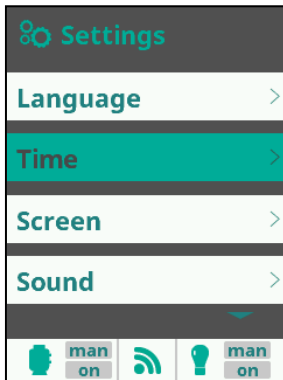 Settings
Language
Time
Screen
Sound
man man
on on